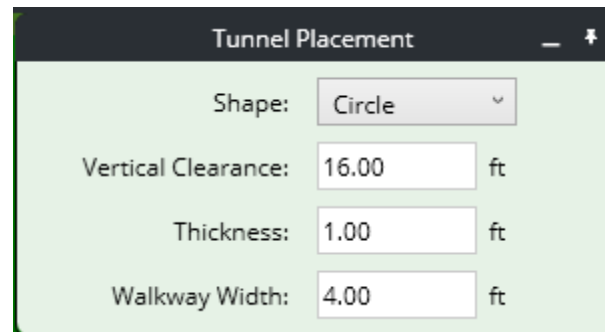 Tunnel Placement
Shape: Circle
Vertical Clearance: 16.00 ft
Thickness: 1.00 ft
Walkway Width: 4.00 ft